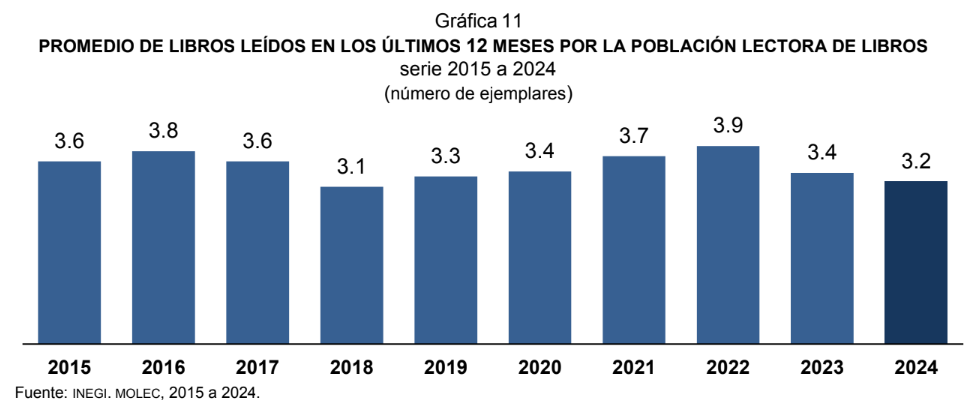 Gráfica 11
PROMEDIO DE LIBROS LEÍDOS EN LOS ÚLTIMOS 12 MESES POR LA POBLACIÓN LECTORA DE LIBROS
serie 2015 a 2024
(número de ejemplares)
3.6 3.8 3.6 3.1 3.3 3.4 3.7 3.9 3.4 3.2
2015 2016 2017 2018 2019 2020 2021 2022 2023 2024
Fuente: INEGI. MOLEC, 2015 a 2024.